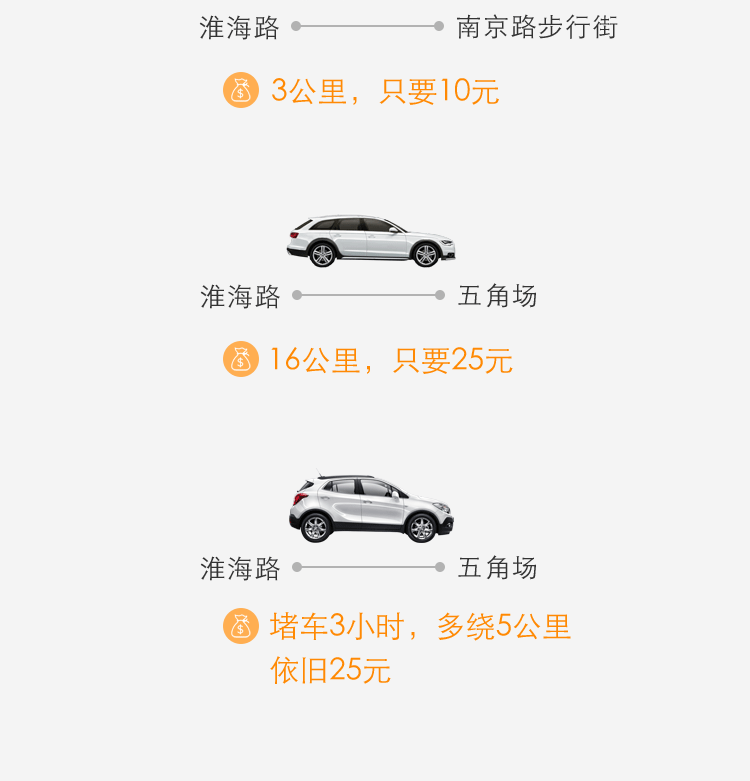 淮海路 南京路步行街
3公里，只要10元
淮海路 五角场
16公里，只要25元
淮海路 五角场
堵车3小时，多绕5公里
依旧25元